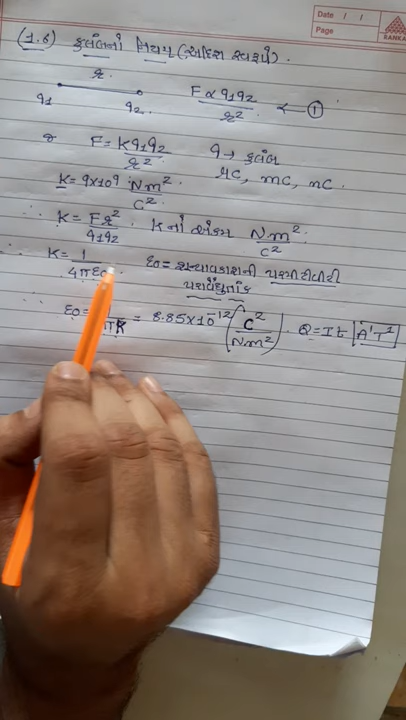 Date / /
Page
RANKA
(1.6) કુલંબનો નિયમ (અદિશ સ્વરૂપ).
r
q1 q2
F ∝ q1q2 / r² ←①
F = Kq1q2 / r² q → કુલંબ
K = 9×10⁹ Nm² / C² μC, mC, nC.
∴ K = Fr² / q1q2 . K નો એકમ Nm² / C²
∴ K = 1 / 4πε0 ε0 = શૂન્યાવકાશની પરમીટીવીટી
પરાવૈધુતાંક
ε0 = πK = 8.85×10⁻¹² (C² / Nm²) . Q = It [A¹T¹]